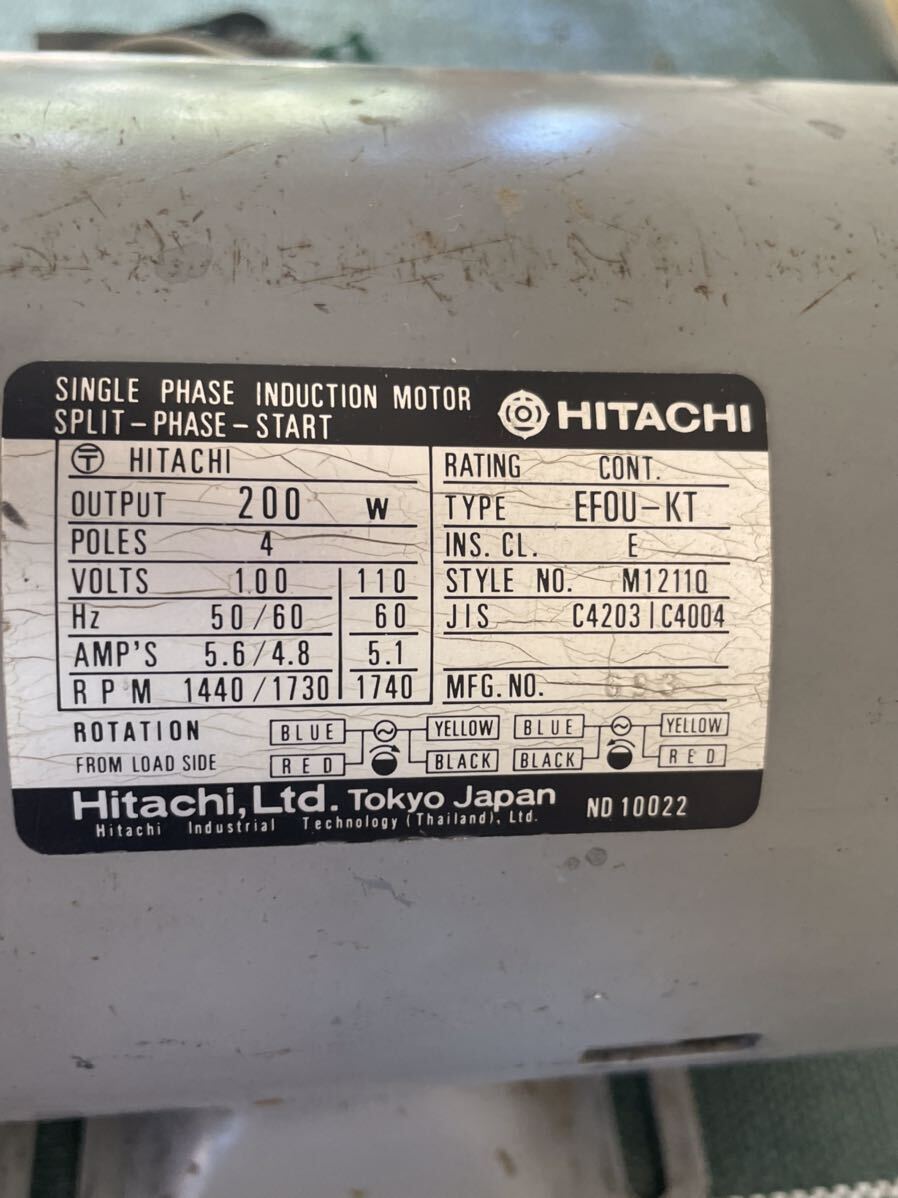 SINGLE PHASE INDUCTION MOTOR
SPLIT-PHASE-START
HITACHI
T HITACHI
OUTPUT 200 W
POLES 4
VOLTS 100 110
Hz 50/60 60
AMP'S 5.6/4.8 5.1
RPM 1440/1730 1740
RATING CONT.
TYPE EFOU-KT
INS. CL. E
STYLE NO. M1211Q
JIS C4203 C4004
MFG. NO. 693
ROTATION
FROM LOAD SIDE
BLUE YELLOW BLUE YELLOW
RED BLACK BLACK RED
Hitachi, Ltd. Tokyo Japan
Hitachi Industrial Technology (Thailand), Ltd.
ND 10022